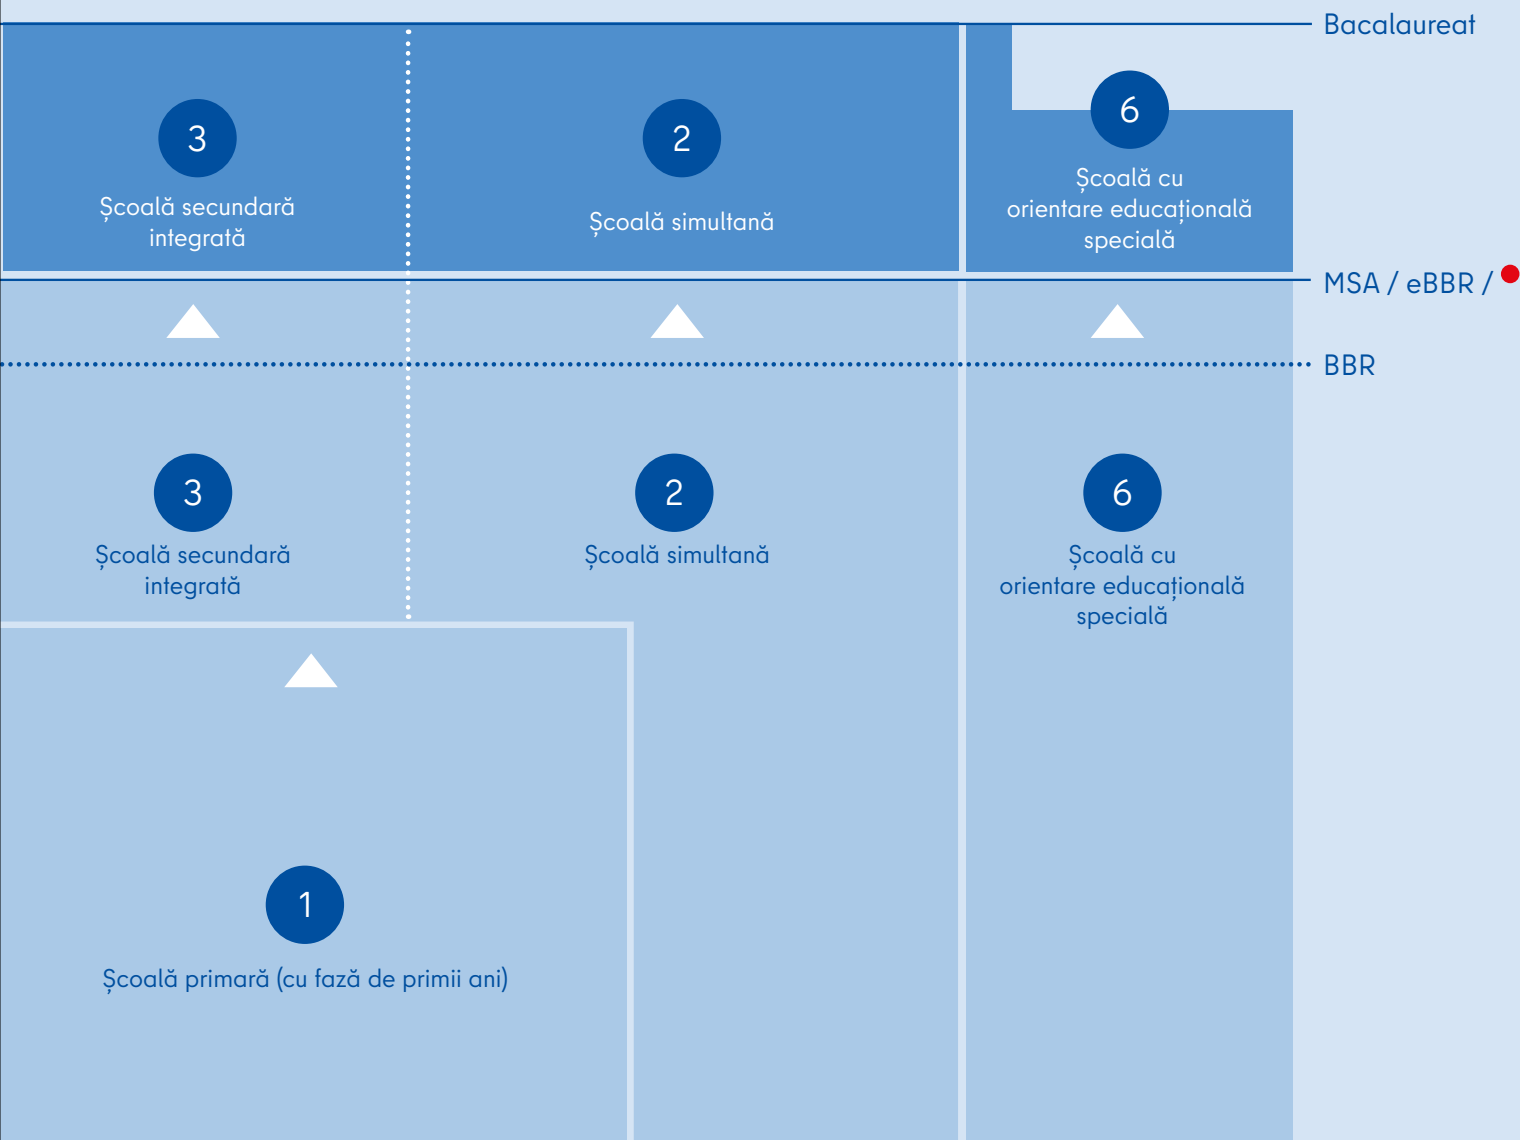 Bacalaureat
3
Școală secundară
integrată
2
Școală simultană
6
Școală cu
orientare educațională
specială
MSA / eBBR /
BBR
3
Școală secundară
integrată
2
Școală simultană
6
Școală cu
orientare educațională
specială
1
Școală primară (cu fază de primii ani)